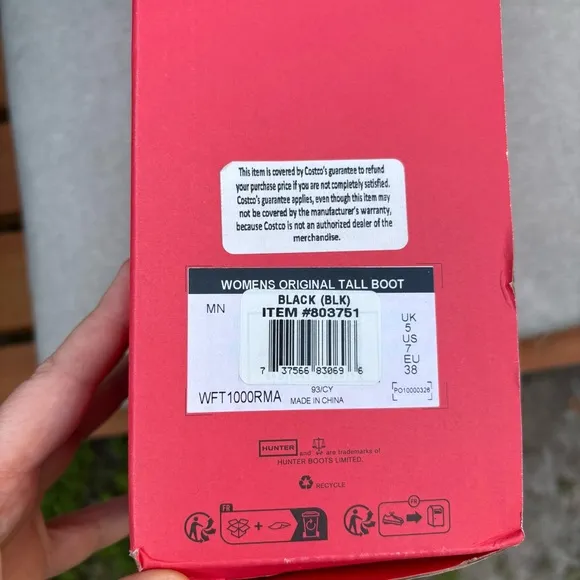 This item is covered by Costco's guarantee to refund
your purchase price if you are not completely satisfied.
Costco's guarantee applies, even though this item may
not be covered by the manufacturer's warranty,
because Costco is not an authorized dealer of the
merchandise.
WOMENS ORIGINAL TALL BOOT
MN
BLACK (BLK)
ITEM #803751
7 37566 83069 6
UK
5
US
7
EU
38
WFT1000RMA
93/CY
MADE IN CHINA
PO10000328
HUNTER and are trademarks of
HUNTER BOOTS LIMITED.
RECYCLE
FR
+
FR